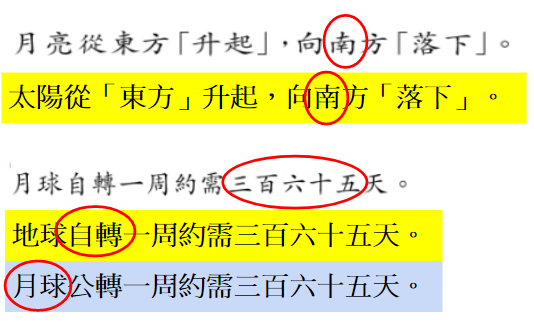 月亮從東方「升起」，向南方「落下」。
太陽從「東方」升起，向南方「落下」。
月球自轉一周約需三百六十五天。
地球自轉一周約需三百六十五天。
月球公轉一周約需三百六十五天。